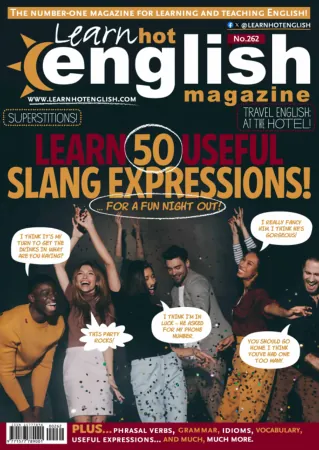 THE NUMBER-ONE MAGAZINE FOR LEARNING AND TEACHING ENGLISH!
Learn hot
No.262
@LEARNHOTENGLISH
english
magazine
WWW.LEARNHOTENGLISH.COM
SUPERSTITIONS!
TRAVEL ENGLISH:
AT THE HOTEL!
LEARN 50 USEFUL
SLANG EXPRESSIONS!
FOR A FUN NIGHT OUT!
I THINK IT'S MY
TURN TO GET THE
DRINKS IN. WHAT
ARE YOU HAVING?
I REALLY FANCY
HIM. I THINK HE'S
GORGEOUS!
THIS PARTY
ROCKS!
I THINK I'M IN
LUCK – HE ASKED
FOR MY PHONE
NUMBER.
YOU SHOULD GO
HOME. I THINK
YOU'VE HAD ONE
TOO MANY!
PLUS... PHRASAL VERBS, GRAMMAR, IDIOMS, VOCABULARY,
USEFUL EXPRESSIONS... AND MUCH, MUCH MORE.